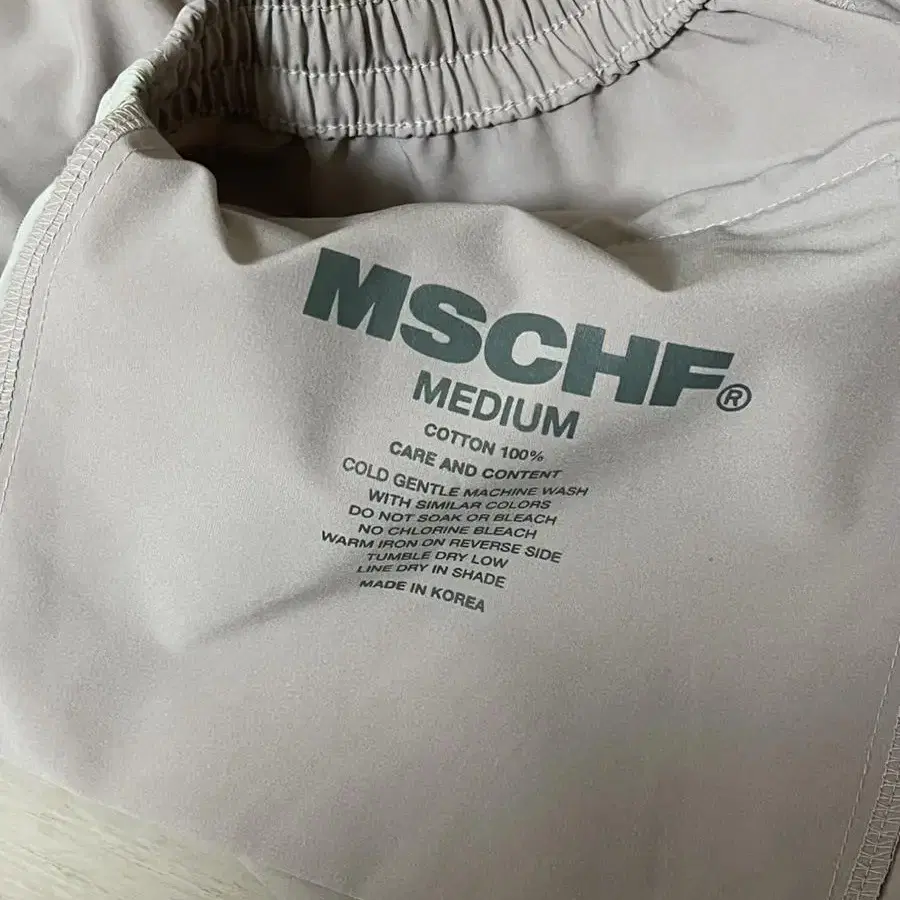 MSCHF®
MEDIUM
COTTON 100%
CARE AND CONTENT
COLD GENTLE MACHINE WASH
WITH SIMILAR COLORS
DO NOT SOAK OR BLEACH
NO CHLORINE BLEACH
WARM IRON ON REVERSE SIDE
TUMBLE DRY LOW
LINE DRY IN SHADE
MADE IN KOREA